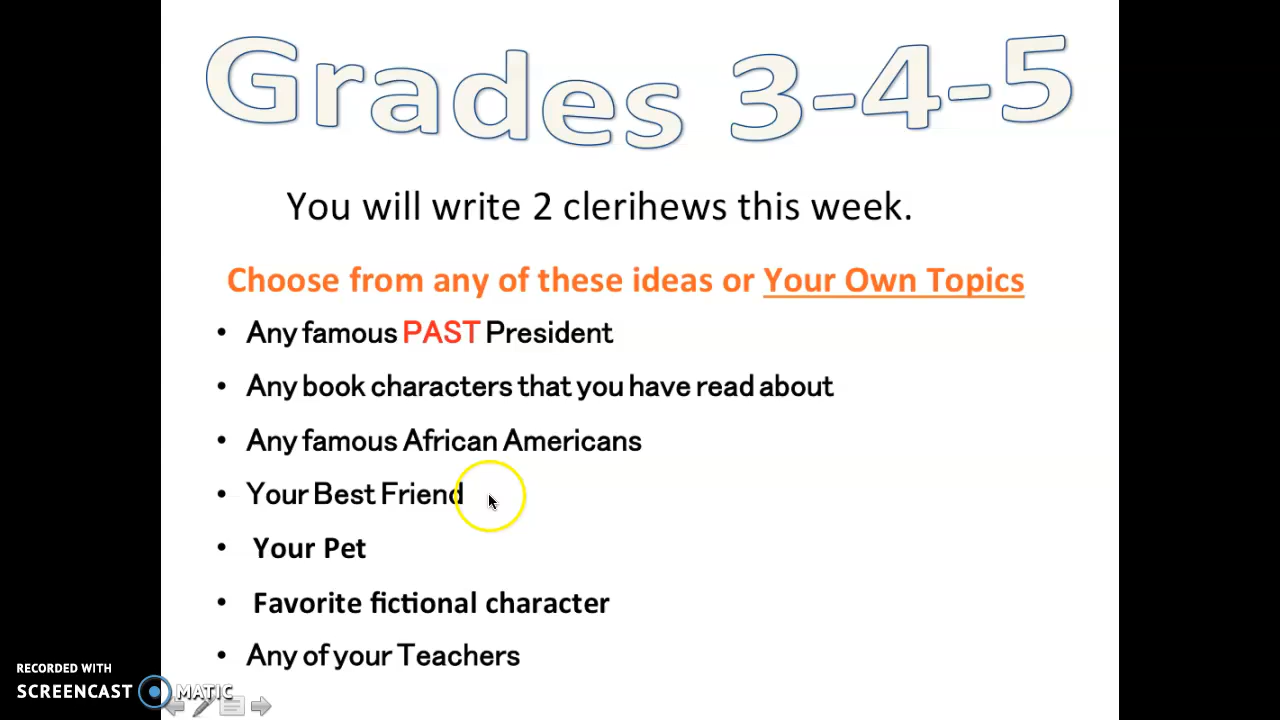 Grades 3-4-5
You will write 2 clerihews this week.
Choose from any of these ideas or Your Own Topics
• Any famous PAST President
• Any book characters that you have read about
• Any famous African Americans
• Your Best Friend
• Your Pet
• Favorite fictional character
• Any of your Teachers
RECORDED WITH
SCREENCAST MATIC